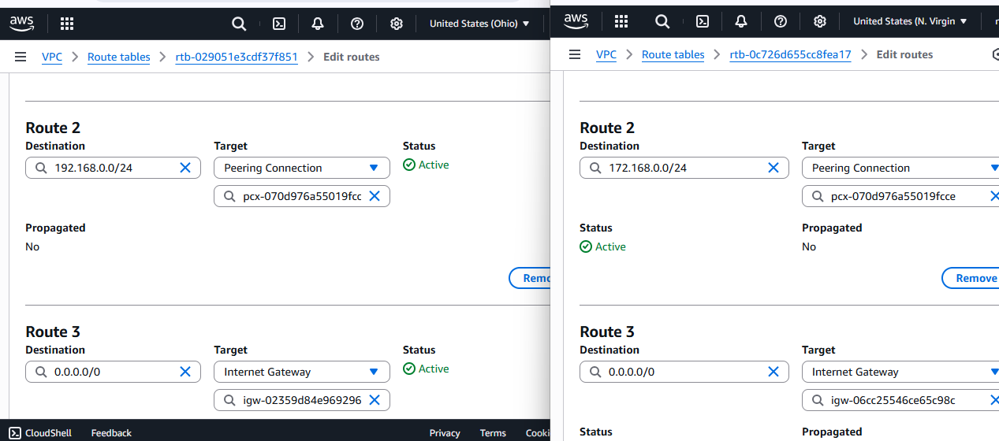 aws
United States (Ohio)
VPC
Route tables
rtb-029051e3cdf37f851
Edit routes
Route 2
Destination
Target
Status
192.168.0.0/24
Peering Connection
Active
pcx-070d976a55019fcc
Propagated
No
Remo
Route 3
Destination
Target
Status
0.0.0.0/0
Internet Gateway
Active
igw-02359d84e969296
CloudShell
Feedback
Privacy
Terms
Cooki
aws
United States (N. Virgin
VPC
Route tables
rtb-0c726d655cc8fea17
Edit routes
Route 2
Destination
Target
172.168.0.0/24
Peering Connection
pcx-070d976a55019fcce
Status
Propagated
Active
No
Remove
Route 3
Destination
Target
0.0.0.0/0
Internet Gateway
igw-06cc25546ce65c98c
Status
Propagated